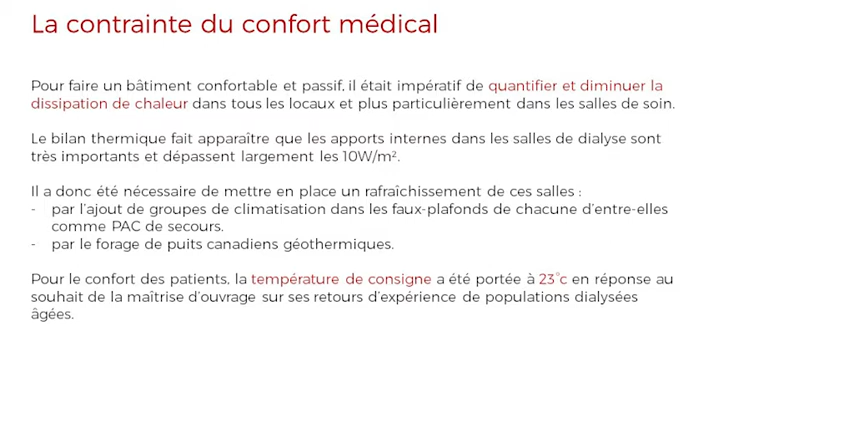 La contrainte du confort médical
Pour faire un bâtiment confortable et passif, il était impératif de quantifier et diminuer la
dissipation de chaleur dans tous les locaux et plus particulièrement dans les salles de soin.
Le bilan thermique fait apparaître que les apports internes dans les salles de dialyse sont
très importants et dépassent largement les 10W/m².
Il a donc été nécessaire de mettre en place un rafraîchissement de ces salles :
- par l'ajout de groupes de climatisation dans les faux-plafonds de chacune d'entre-elles
comme PAC de secours.
- par le forage de puits canadiens géothermiques.
Pour le confort des patients, la température de consigne a été portée à 23°c en réponse au
souhait de la maîtrise d'ouvrage sur ses retours d'expérience de populations dialysées
âgées.